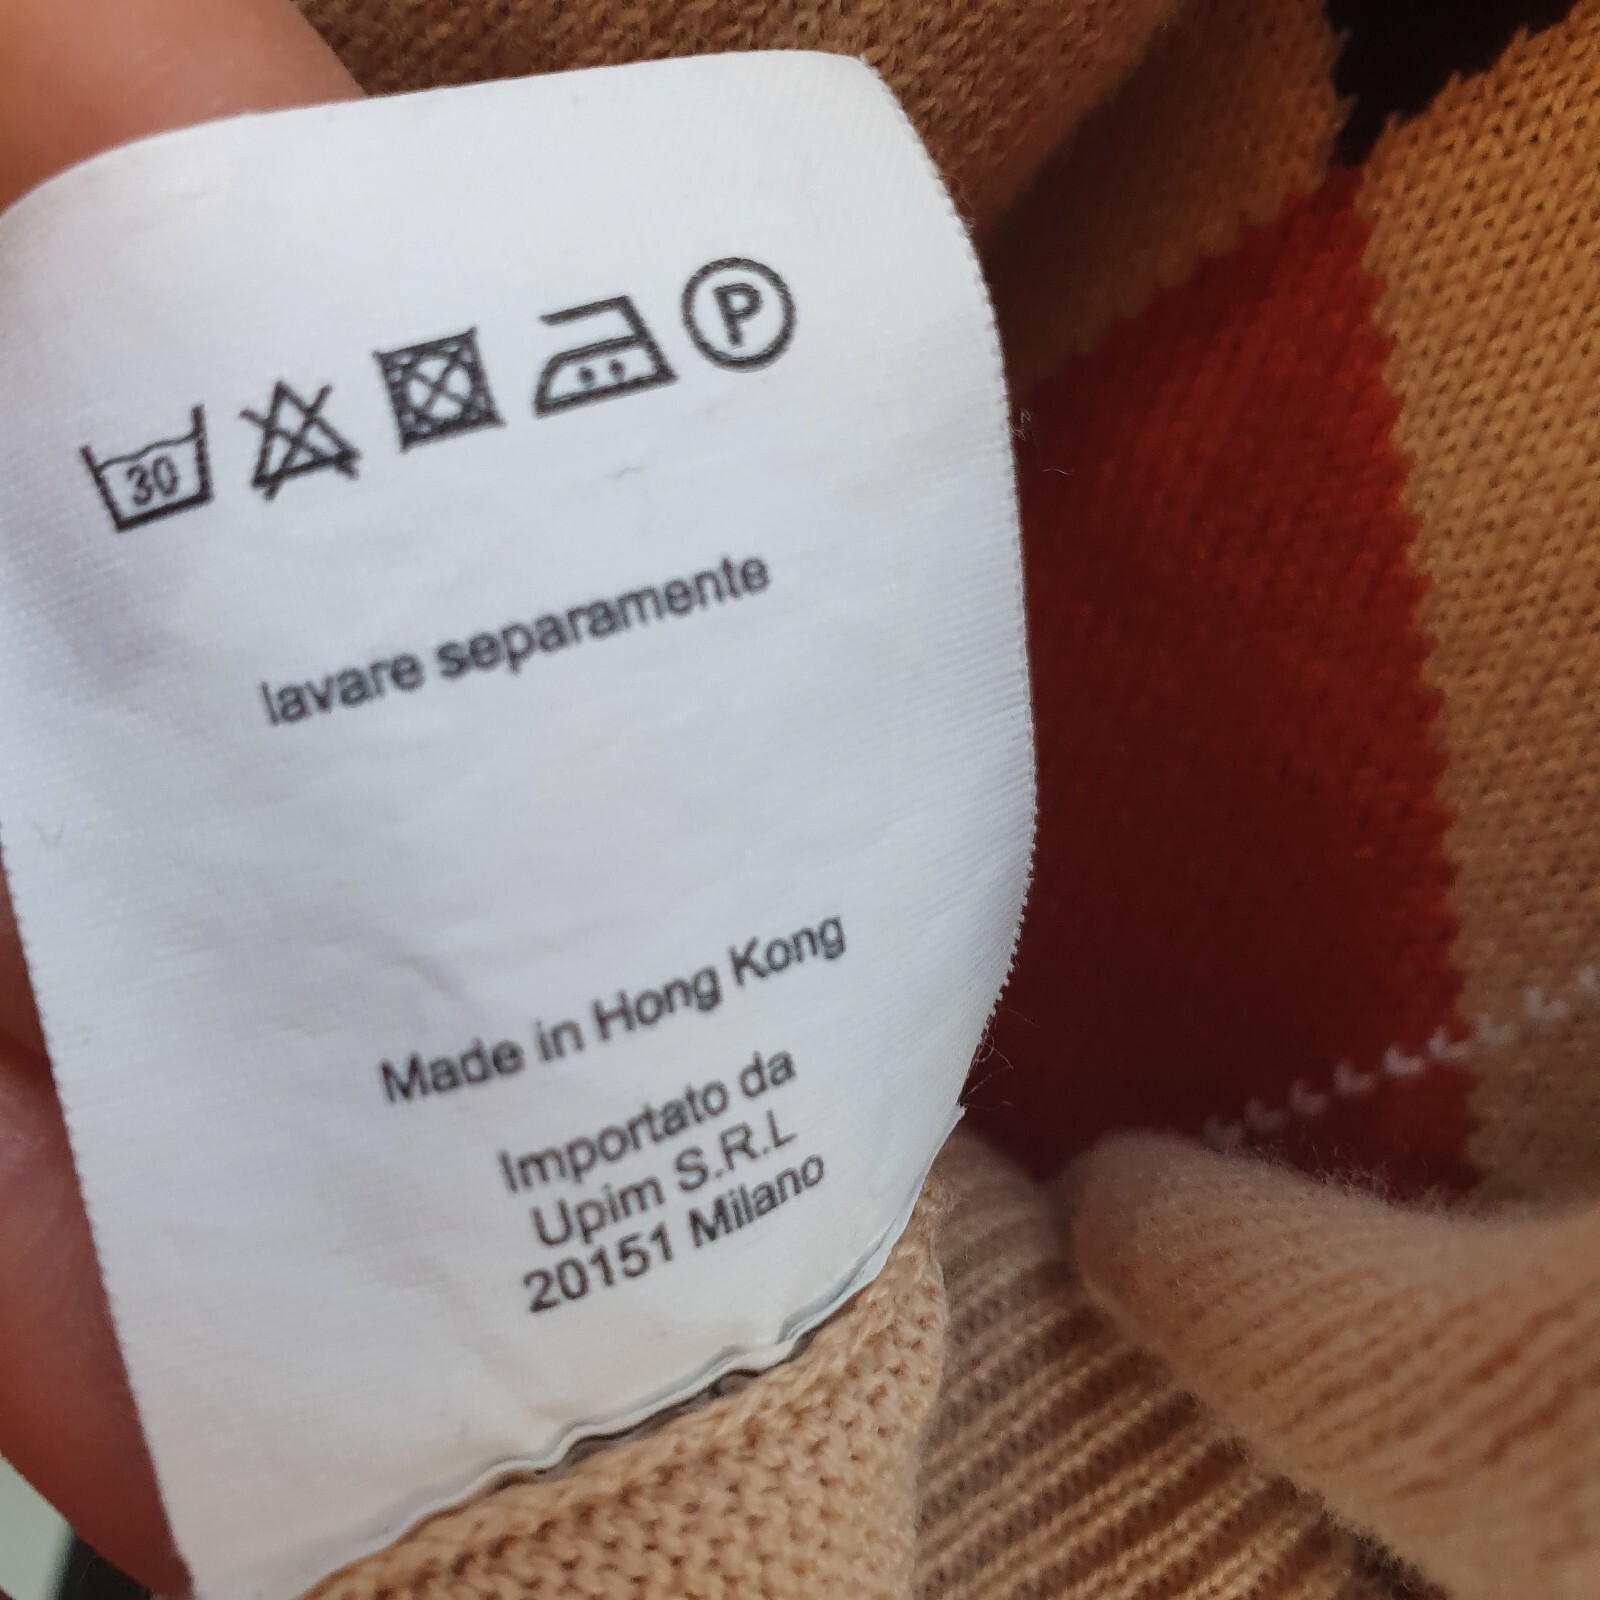 30 P
lavare separamente
Made in Hong Kong
Importato da
Upim S.R.L
20151 Milano